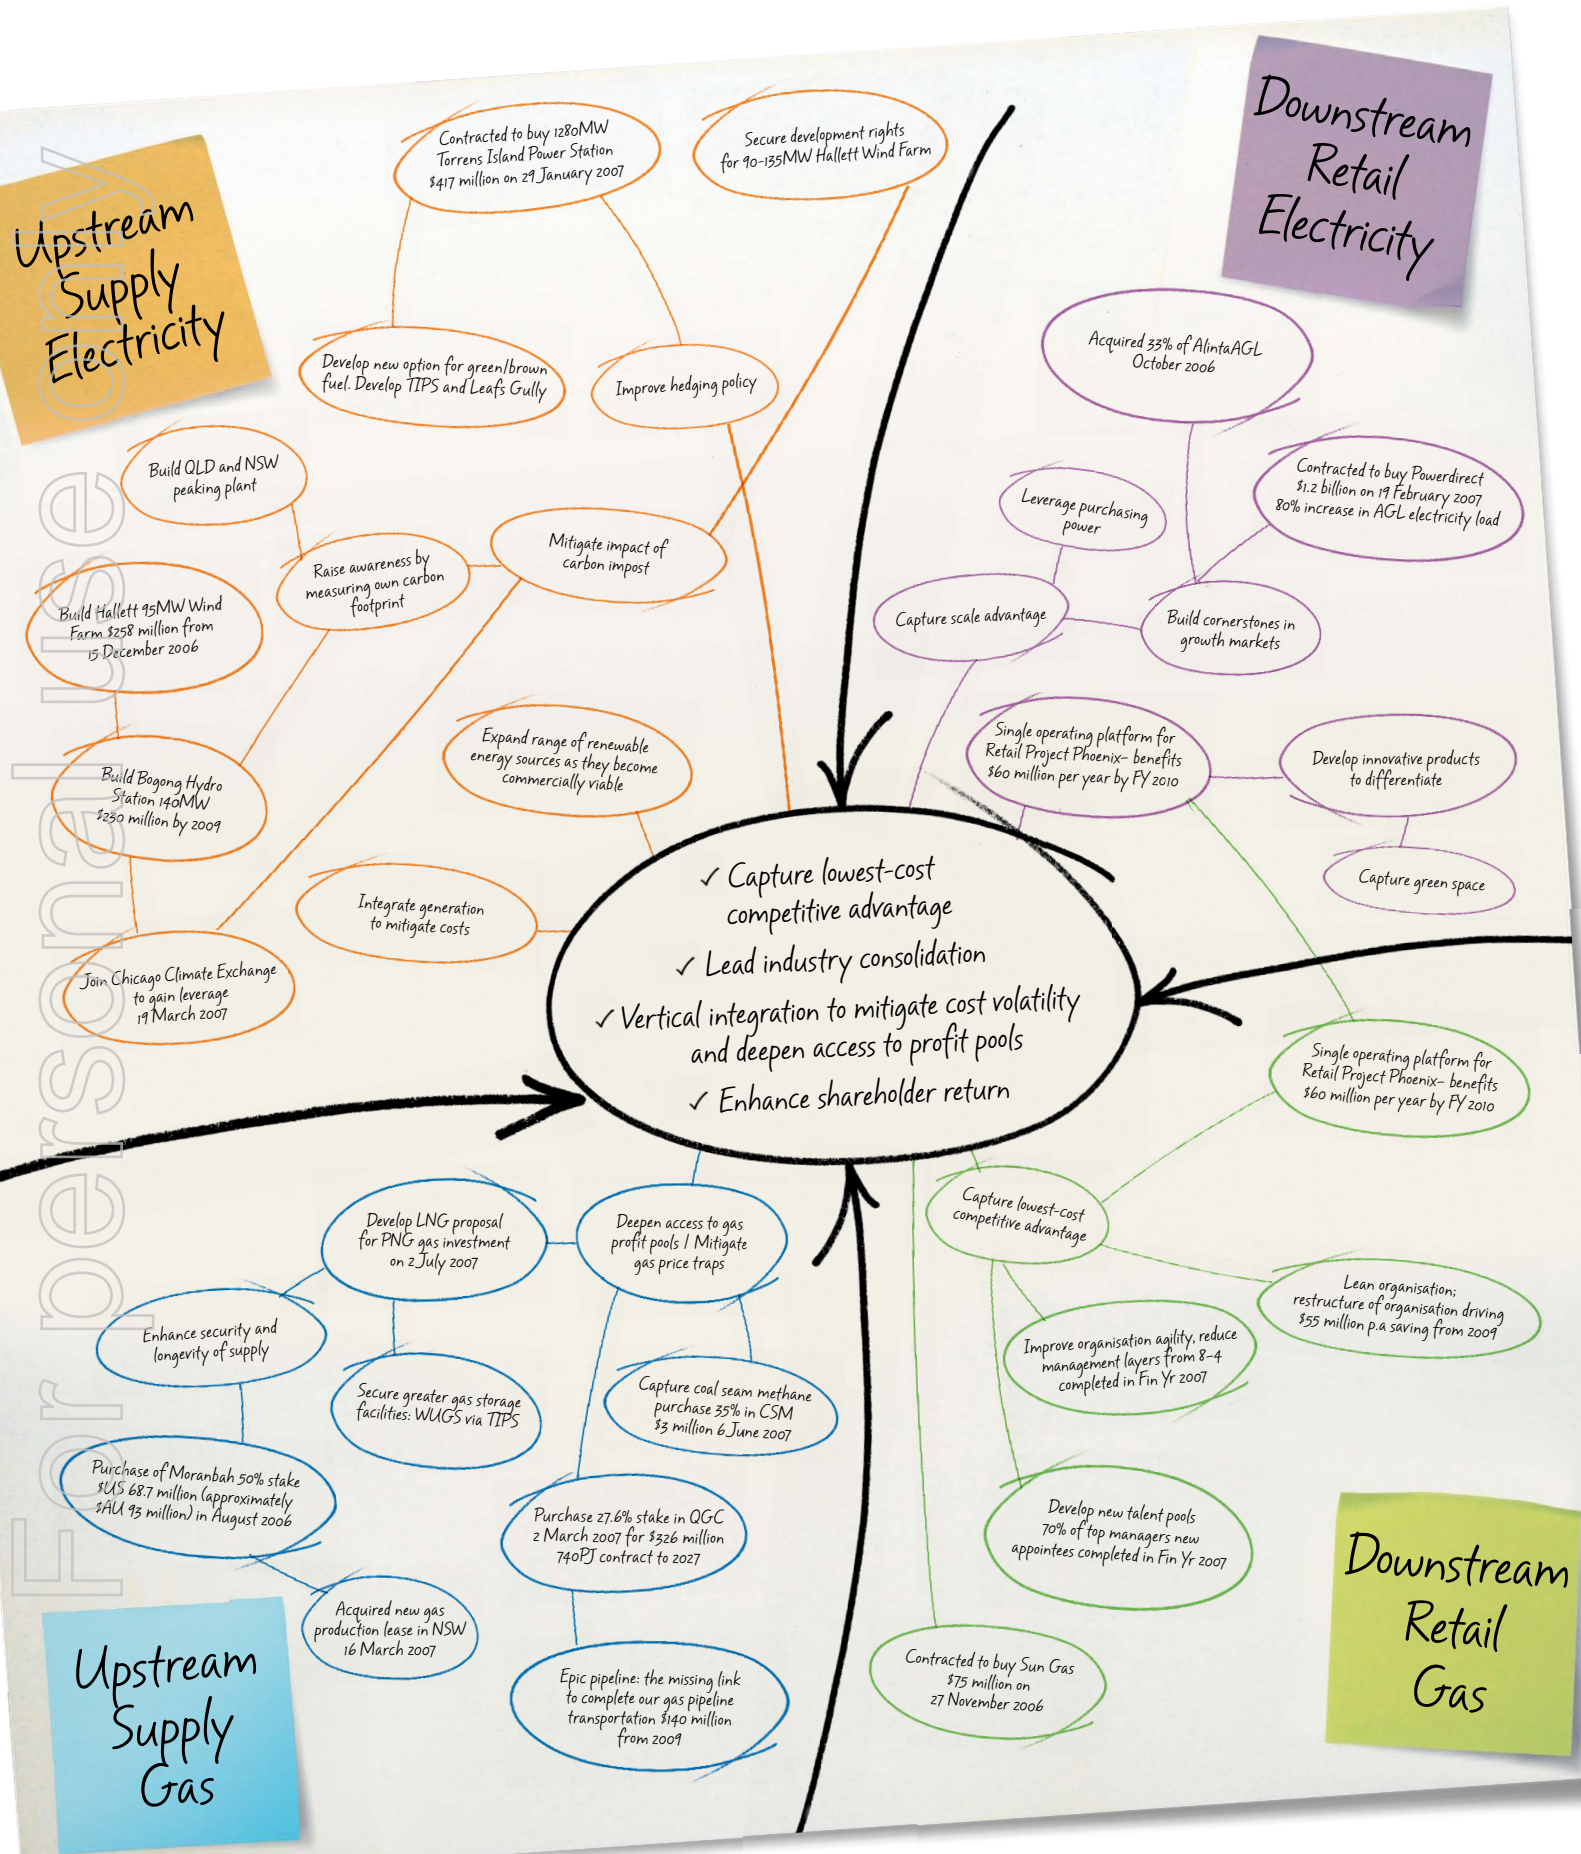 Upstream
Supply
Electricity
Contracted to buy 1280MW
Torrens Island Power Station
$417 million on 29 January 2007
Secure development rights
for 90-135MW Hallett Wind Farm
Develop new option for green/brown
fuel. Develop TIPS and Leafs Gully
Improve hedging policy
Build QLD and NSW
peaking plant
Raise awareness by
measuring own carbon
footprint
Mitigate impact of
carbon impost
Build Hallett 95MW Wind
Farm $258 million from
15 December 2006
Build Bogong Hydro
Station 140MW
$230 million by 2009
Expand range of renewable
energy sources as they become
commercially viable
Integrate generation
to mitigate costs
Join Chicago Climate Exchange
to gain leverage
19 March 2007
Downstream
Retail
Electricity
Acquired 33% of AlintaAGL
October 2006
Contracted to buy Powerdirect
$1.2 billion on 19 February 2007
80% increase in AGL electricity load
Leverage purchasing
power
Capture scale advantage
Build cornerstones in
growth markets
Single operating platform for
Retail Project Phoenix– benefits
$60 million per year by FY 2010
Develop innovative products
to differentiate
Capture green space
✓ Capture lowest-cost
competitive advantage
✓ Lead industry consolidation
✓ Vertical integration to mitigate cost volatility
and deepen access to profit pools
✓ Enhance shareholder return
Develop LNG proposal
for PNG gas investment
on 2 July 2007
Deepen access to gas
profit pools / Mitigate
gas price traps
Enhance security and
longevity of supply
Secure greater gas storage
facilities: WUGS via TIPS
Capture coal seam methane
purchase 35% in CSM
$3 million 6 June 2007
Purchase of Moranbah 50% stake
$US 68.7 million (approximately
$AU 93 million) in August 2006
Purchase 27.6% stake in QGC
2 March 2007 for $326 million
740PJ contract to 2027
Acquired new gas
production lease in NSW
16 March 2007
Epic pipeline: the missing link
to complete our gas pipeline
transportation $140 million
from 2009
Upstream
Supply
Gas
Single operating platform for
Retail Project Phoenix– benefits
$60 million per year by FY 2010
Capture lowest-cost
competitive advantage
Lean organisation;
restructure of organisation driving
$55 million p.a saving from 2009
Improve organisation agility, reduce
management layers from 8–4
completed in Fin Yr 2007
Develop new talent pools
70% of top managers new
appointees completed in Fin Yr 2007
Contracted to buy Sun Gas
$75 million on
27 November 2006
Downstream
Retail
Gas
For personal use only